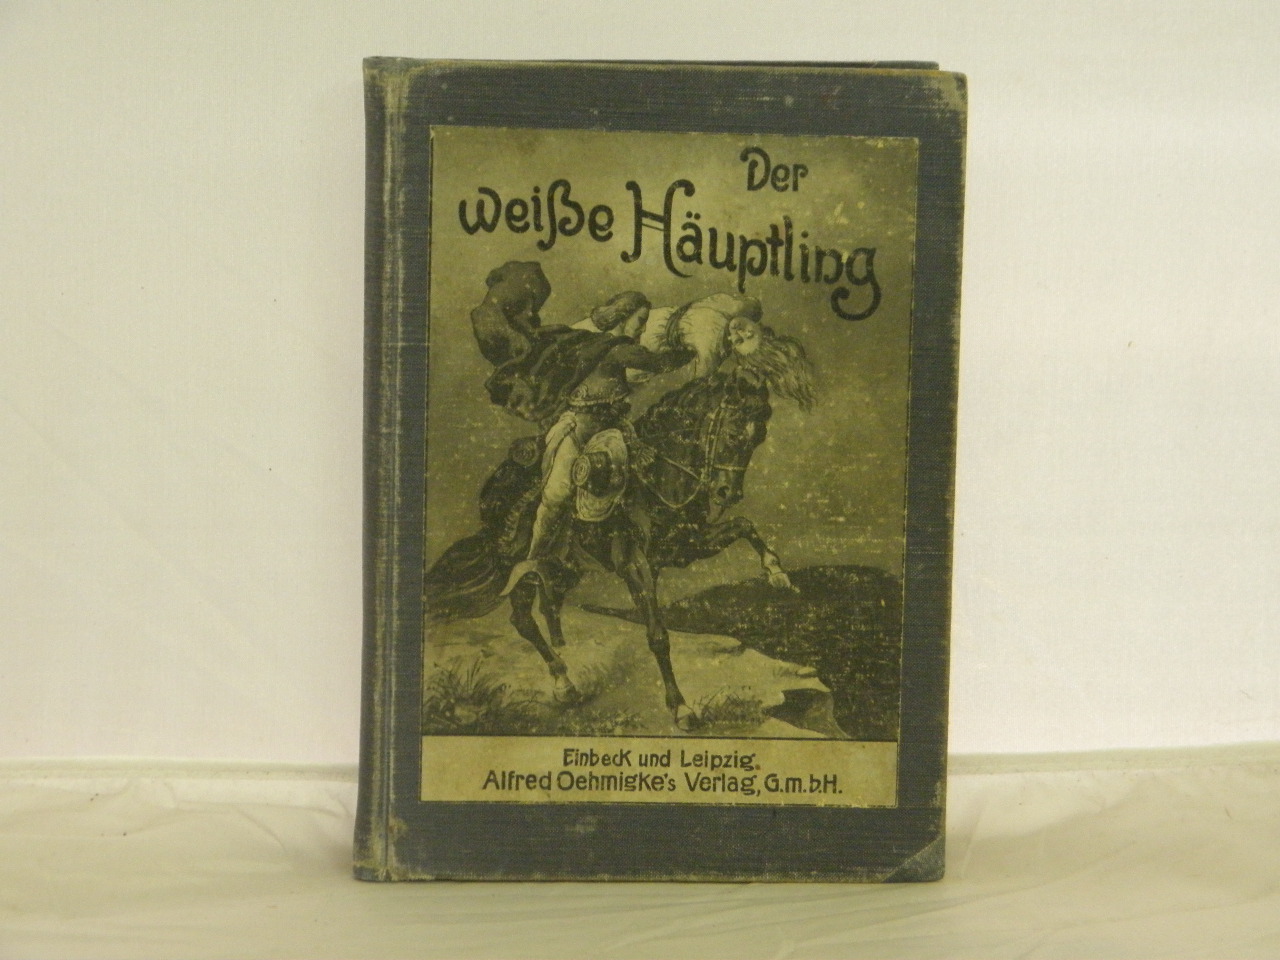 Der
weiße Häuptling
Einbeck und Leipzig.
Alfred Oehmigke's Verlag, G.m.b.H.